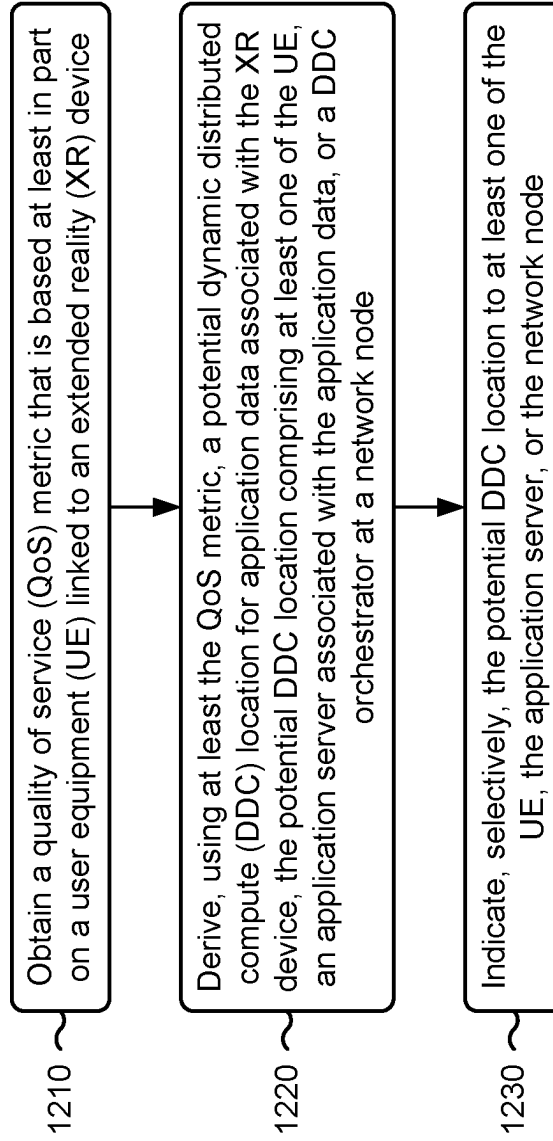 1210
Obtain a quality of service (QoS) metric that is based at least in part
on a user equipment (UE) linked to an extended reality (XR) device
1220
Derive, using at least the QoS metric, a potential dynamic distributed
compute (DDC) location for application data associated with the XR
device, the potential DDC location comprising at least one of the UE,
an application server associated with the application data, or a DDC
orchestrator at a network node
1230
Indicate, selectively, the potential DDC location to at least one of the
UE, the application server, or the network node